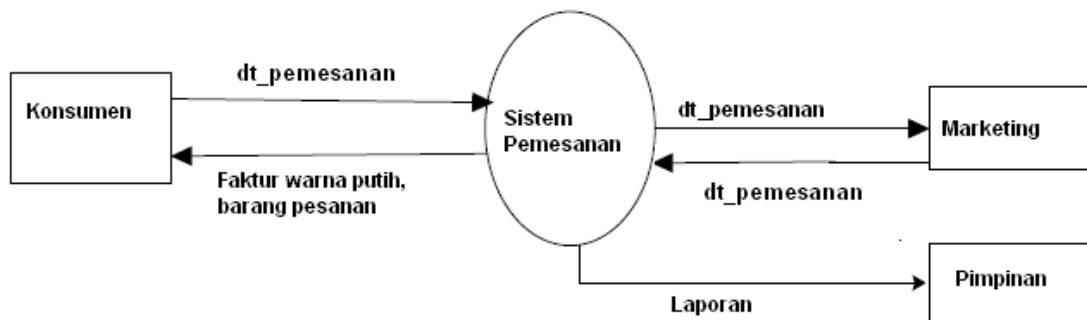 dt_pemesanan
Konsumen
Faktur warna putih,
barang pesanan
Sistem
Pemesanan
dt_pemesanan
dt_pemesanan
Marketing
Laporan
Pimpinan